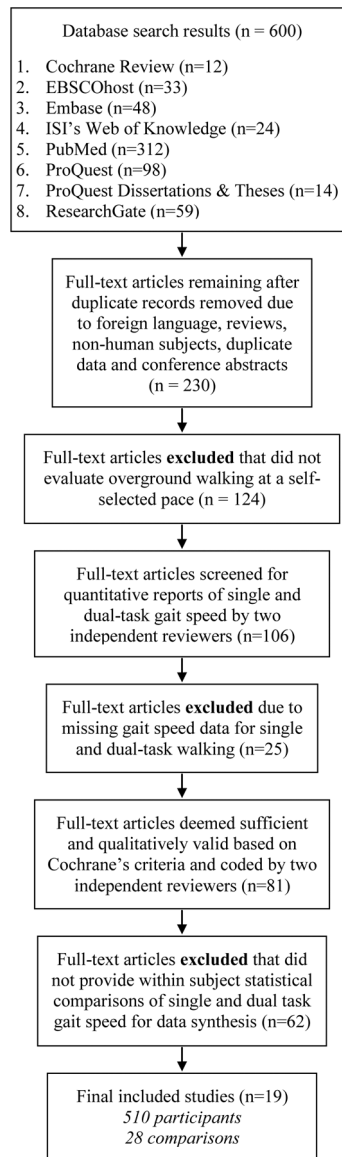 Database search results (n = 600)
1. Cochrane Review (n=12)
2. EBSCOhost (n=33)
3. Embase (n=48)
4. ISI's Web of Knowledge (n=24)
5. PubMed (n=312)
6. ProQuest (n=98)
7. ProQuest Dissertations & Theses (n=14)
8. ResearchGate (n=59)
Full-text articles remaining after
duplicate records removed due
to foreign language, reviews,
non-human subjects, duplicate
data and conference abstracts
(n = 230)
Full-text articles excluded that did not
evaluate overground walking at a self-
selected pace (n = 124)
Full-text articles screened for
quantitative reports of single and
dual-task gait speed by two
independent reviewers (n=106)
Full-text articles excluded due to
missing gait speed data for single
and dual-task walking (n=25)
Full-text articles deemed sufficient
and qualitatively valid based on
Cochrane's criteria and coded by two
independent reviewers (n=81)
Full-text articles excluded that did
not provide within subject statistical
comparisons of single and dual task
gait speed for data synthesis (n=62)
Final included studies (n=19)
510 participants
28 comparisons